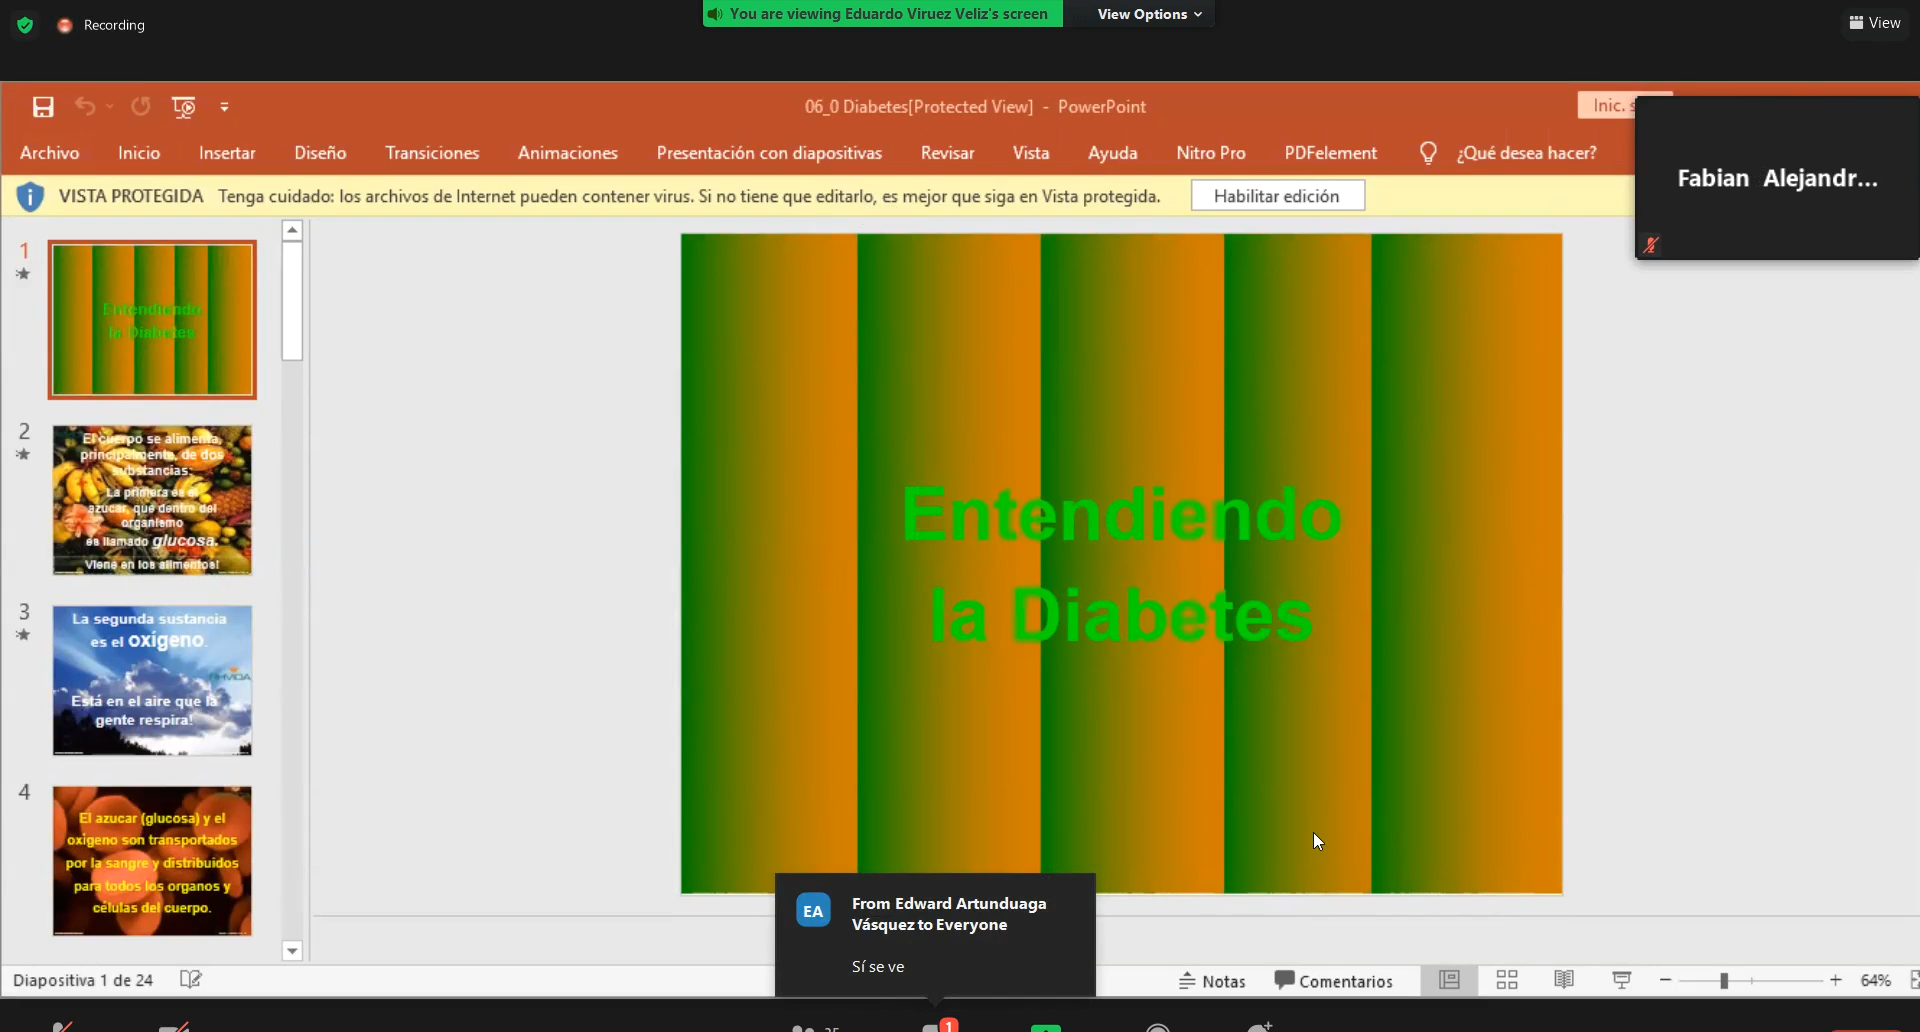 Recording
You are viewing Eduardo Viruez Veliz's screen
View Options
View
06_0 Diabetes[Protected View] - PowerPoint
Inic. s
Archivo Inicio Insertar Diseño Transiciones Animaciones Presentación con diapositivas Revisar Vista Ayuda Nitro Pro PDFelement ¿Qué desea hacer?
Fabian Alejandr...
VISTA PROTEGIDA Tenga cuidado: los archivos de Internet pueden contener virus. Si no tiene que editarlo, es mejor que siga en Vista protegida. Habilitar edición
1
Entendiendo
la Diabetes
2
El cuerpo se alimenta,
principalmente, de dos
substancias:
La primera es el
azúcar, que dentro del
organismo
es llamado glucosa.
Viene en los alimentos!
3
La segunda sustancia
es el oxígeno.
Está en el aire que la
gente respira!
4
El azucar (glucosa) y el
oxigeno son transportados
por la sangre y distribuidos
para todos los organos y
células del cuerpo.
Entendiendo
la Diabetes
EA
From Edward Artunduaga
Vásquez to Everyone
Sí se ve
Diapositiva 1 de 24
Notas Comentarios 64%
1